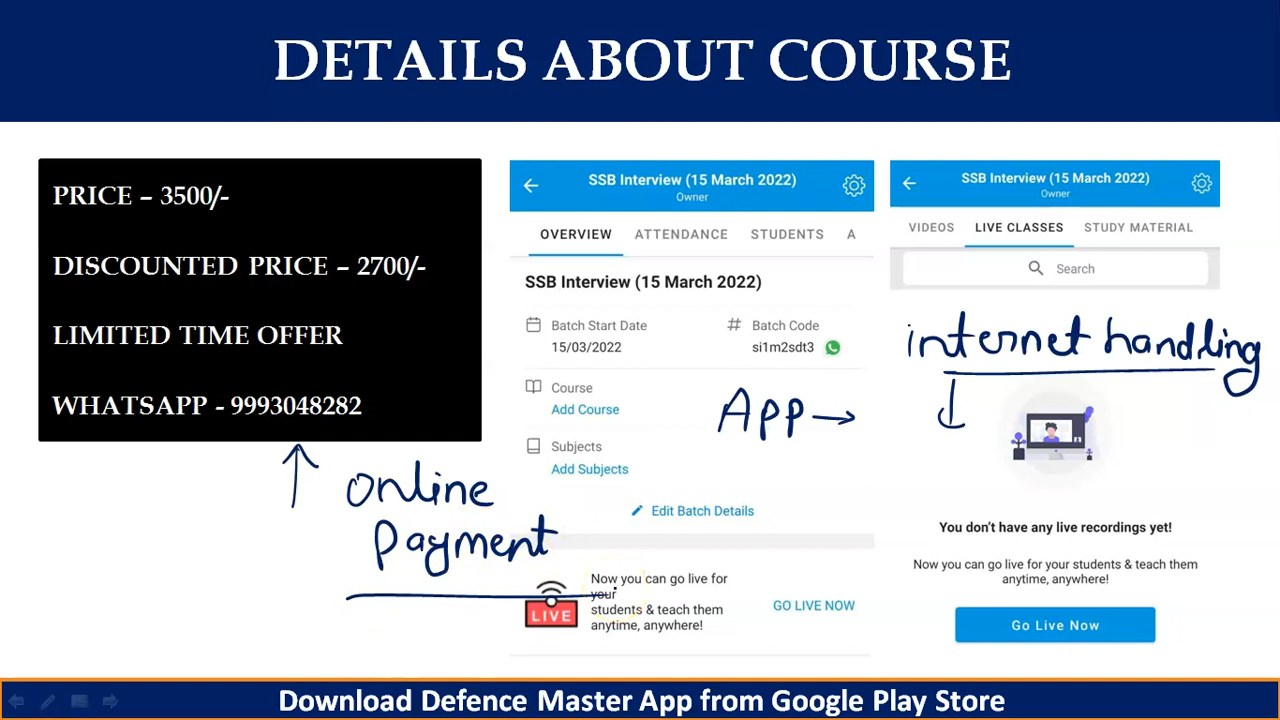 DETAILS ABOUT COURSE
PRICE – 3500/-
DISCOUNTED PRICE – 2700/-
LIMITED TIME OFFER
WHATSAPP - 9993048282
online
Payment
SSB Interview (15 March 2022)
Owner
OVERVIEW ATTENDANCE STUDENTS A
SSB Interview (15 March 2022)
Batch Start Date
15/03/2022
Batch Code
si1m2sdt3
Course
Add Course
App
Subjects
Add Subjects
Edit Batch Details
LIVE
Now you can go live for
your
students & teach them
anytime, anywhere!
GO LIVE NOW
SSB Interview (15 March 2022)
Owner
VIDEOS LIVE CLASSES STUDY MATERIAL
Search
internet handling
You don't have any live recordings yet!
Now you can go live for your students & teach them
anytime, anywhere!
Go Live Now
Download Defence Master App from Google Play Store